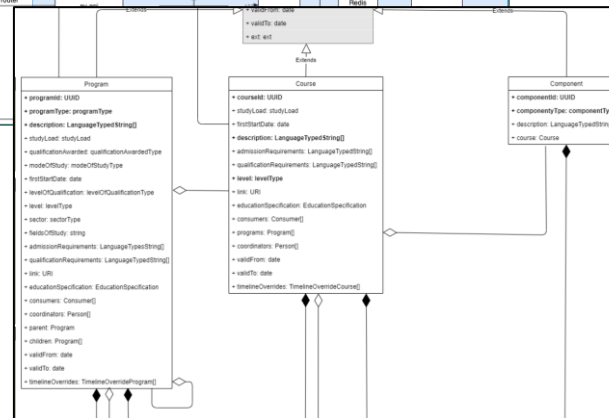 Redis
+ validFrom: date
+ validTo: date
+ ext: ext
Extends
Extends
Extends
Program
+ programId: UUID
+ programType: programType
+ description: LanguageTypedString[]
+ studyLoad: studyLoad
+ qualificationAwarded: qualificationAwardedType
+ modeOfStudy: modeOfStudyType
+ firstStartDate: date
+ levelOfQualification: levelOfQualificationType
+ level: levelType
+ sector: sectorType
+ fieldsOfStudy: string
+ admissionRequirements: LanguageTypesString[]
+ qualificationRequirements: LanguageTypedString[]
+ link: URI
+ educationSpecification: EducationSpecification
+ consumers: Consumer[]
+ coordinators: Person[]
+ parent: Program
+ children: Program[]
+ validFrom: date
+ validTo: date
+ timelineOverrides: TimelineOverrideProgram[]
Course
+ courseId: UUID
+ studyLoad: studyLoad
+ firstStartDate: date
+ description: LanguageTypedString[]
+ admissionRequirements: LanguageTypedString[]
+ qualificationRequirements: LanguageTypedString[]
+ level: levelType
+ link: URI
+ educationSpecification: EducationSpecification
+ consumers: Consumer[]
+ programs: Program[]
+ coordinators: Person[]
+ validFrom: date
+ validTo: date
+ timelineOverrides: TimelineOverrideCourse[]
Component
+ componentId: UUID
+ componentType: componentTy
+ description: LanguageTypedString
+ course: Course